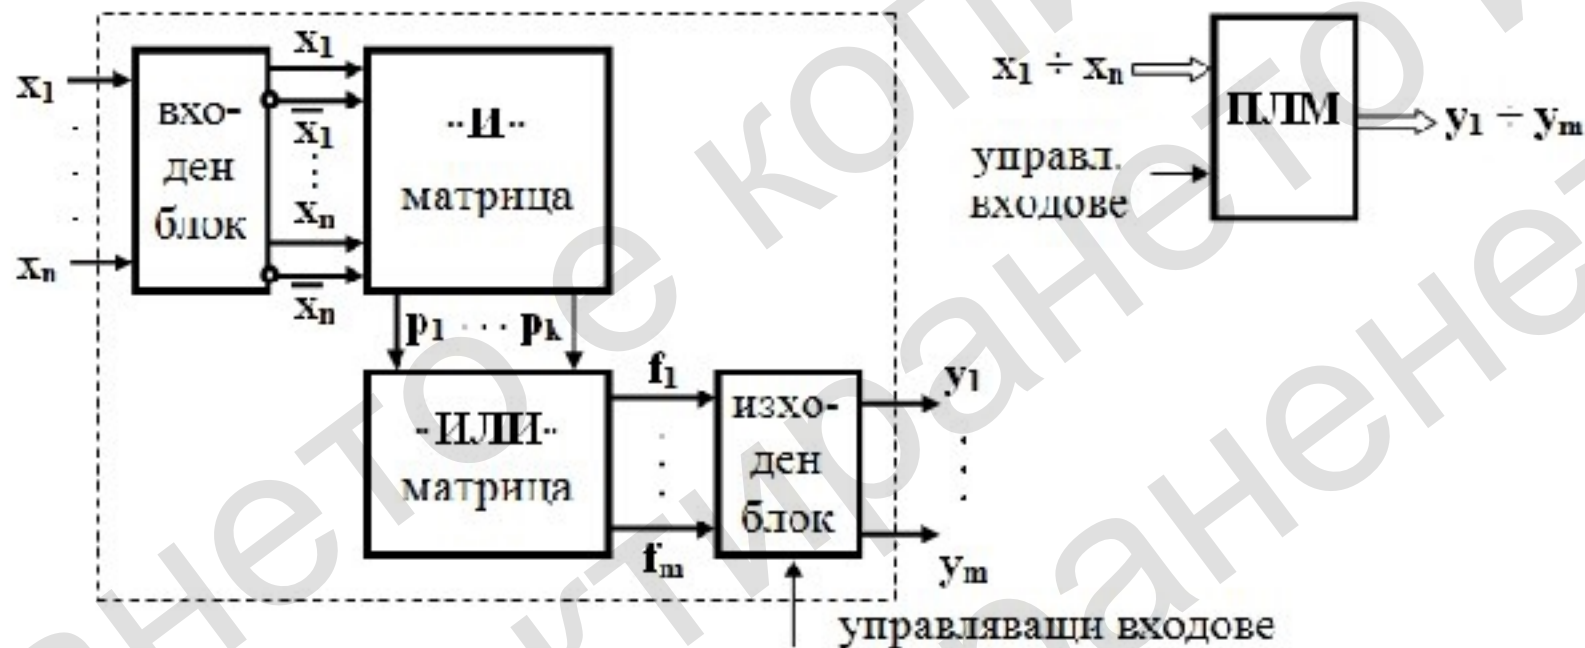 x₁
xₙ
вхо-
ден
блок
x₁
x̅₁
xₙ
x̅ₙ
"И"
матрица
p₁ ··· pₖ
"ИЛИ"
матрица
f₁
fₘ
изхо-
ден
блок
y₁
yₘ
управляващи входове
x₁ ÷ xₙ
управл.
входове
ПЛМ
y₁ ÷ yₘ